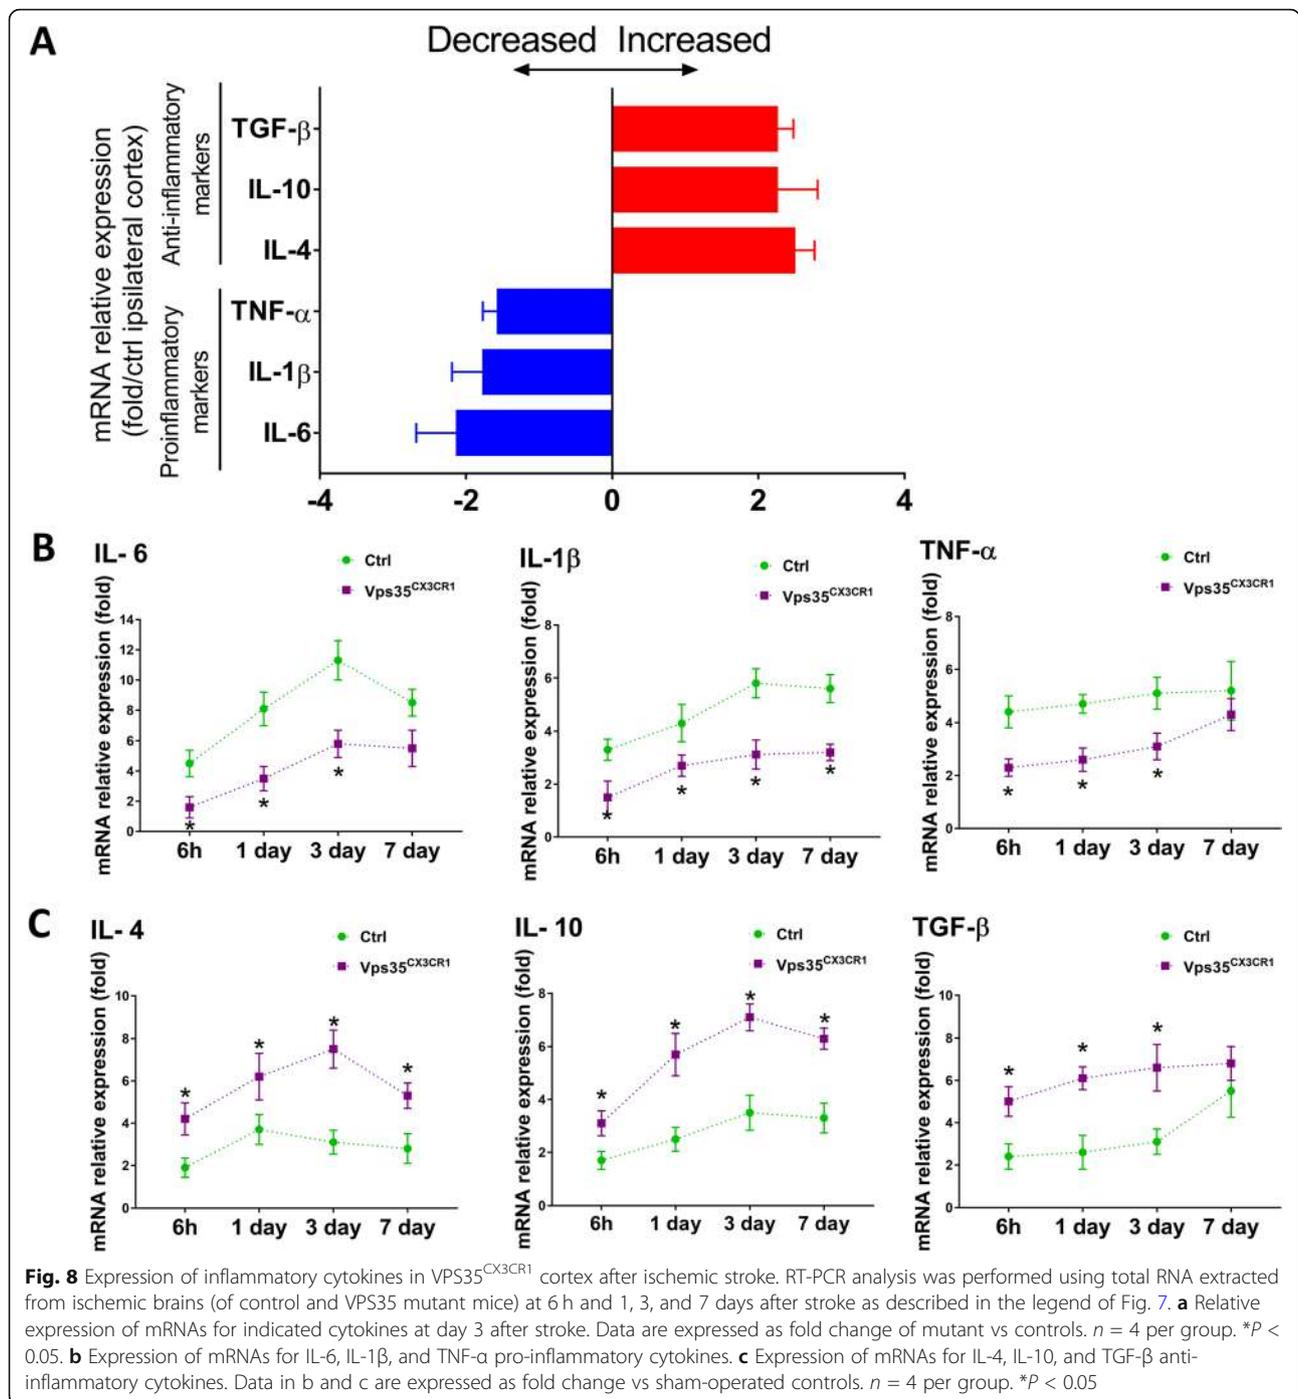 A
Decreased Increased
mRNA relative expression
(fold/ctrl ipsilateral cortex)
Anti-inflammatory
markers
TGF-β
IL-10
IL-4
Proinflammatory
markers
TNF-α
IL-1β
IL-6
-4 -2 0 2 4
B
IL- 6
Ctrl
Vps35CX3CR1
mRNA relative expression (fold)
14
12
10
8
6
4
2
0
6h 1 day 3 day 7 day
* * *
IL-1β
Ctrl
Vps35CX3CR1
mRNA relative expression (fold)
8
6
4
2
0
6h 1 day 3 day 7 day
* * * *
TNF-α
Ctrl
Vps35CX3CR1
mRNA relative expression (fold)
8
6
4
2
0
6h 1 day 3 day 7 day
* * *
C
IL- 4
Ctrl
Vps35CX3CR1
mRNA relative expression (fold)
10
8
6
4
2
0
6h 1 day 3 day 7 day
* * * *
IL- 10
Ctrl
Vps35CX3CR1
mRNA relative expression (fold)
8
6
4
2
0
6h 1 day 3 day 7 day
* * * *
TGF-β
Ctrl
Vps35CX3CR1
mRNA relative expression (fold)
10
8
6
4
2
0
6h 1 day 3 day 7 day
* * *
Fig. 8 Expression of inflammatory cytokines in VPS35CX3CR1 cortex after ischemic stroke. RT-PCR analysis was performed using total RNA extracted
from ischemic brains (of control and VPS35 mutant mice) at 6 h and 1, 3, and 7 days after stroke as described in the legend of Fig. 7. a Relative
expression of mRNAs for indicated cytokines at day 3 after stroke. Data are expressed as fold change of mutant vs controls. n = 4 per group. *P <
0.05. b Expression of mRNAs for IL-6, IL-1β, and TNF-α pro-inflammatory cytokines. c Expression of mRNAs for IL-4, IL-10, and TGF-β anti-
inflammatory cytokines. Data in b and c are expressed as fold change vs sham-operated controls. n = 4 per group. *P < 0.05